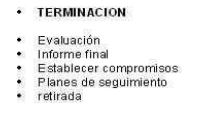 • TERMINACION
• Evaluación
• Informe final
• Establecer compromisos
• Planes de seguimiento
• retirada